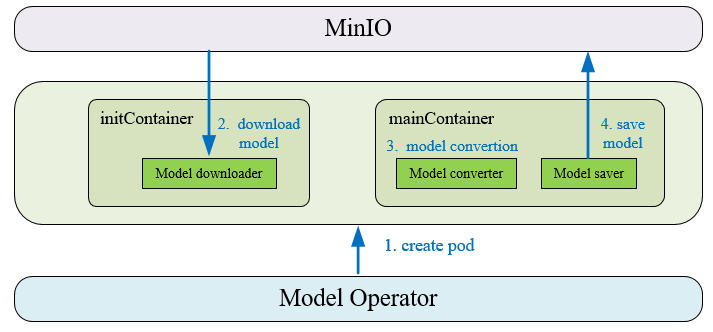 MinIO
initContainer
2. download
model
Model downloader
mainContainer
3. model convertion
Model converter
4. save
model
Model saver
1. create pod
Model Operator